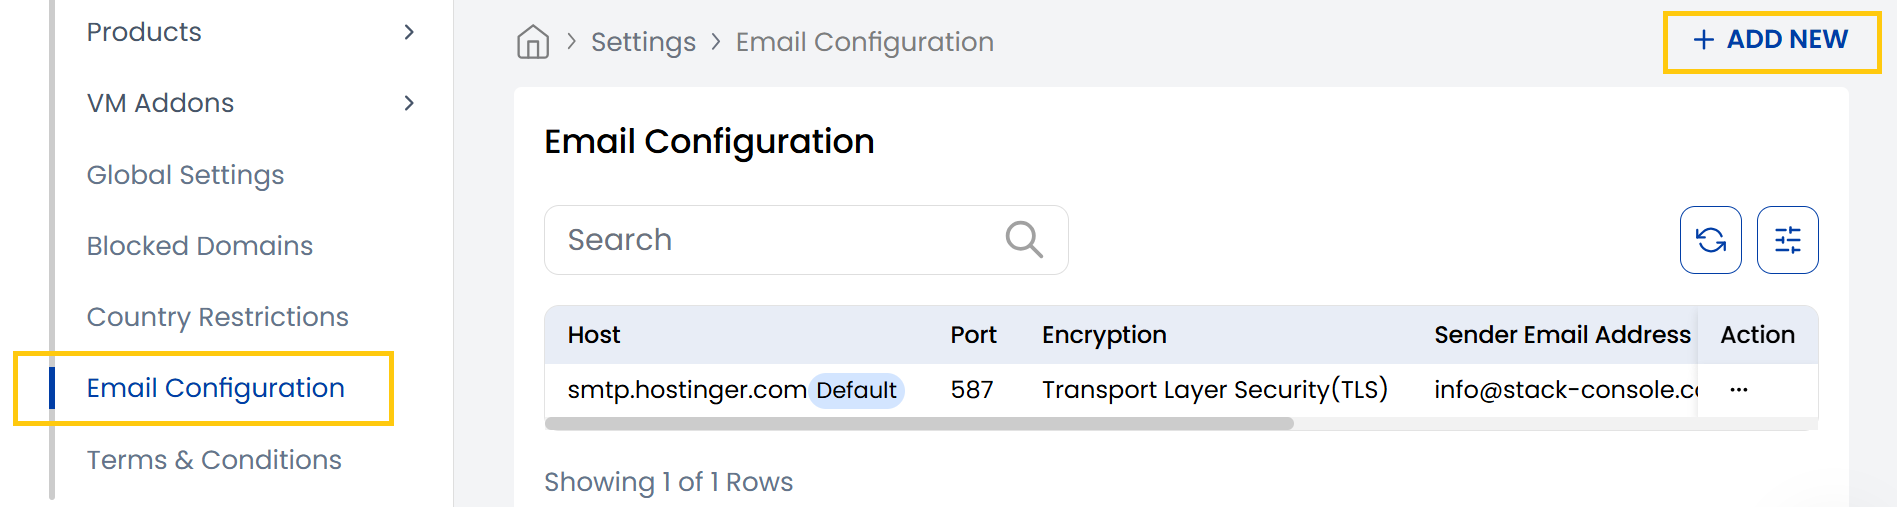 Products
VM Addons
Global Settings
Blocked Domains
Country Restrictions
Email Configuration
Terms & Conditions
Settings > Email Configuration
+ ADD NEW
Email Configuration
Search
Host Port Encryption Sender Email Address Action
smtp.hostinger.com Default 587 Transport Layer Security(TLS) info@stack-console.c ...
Showing 1 of 1 Rows